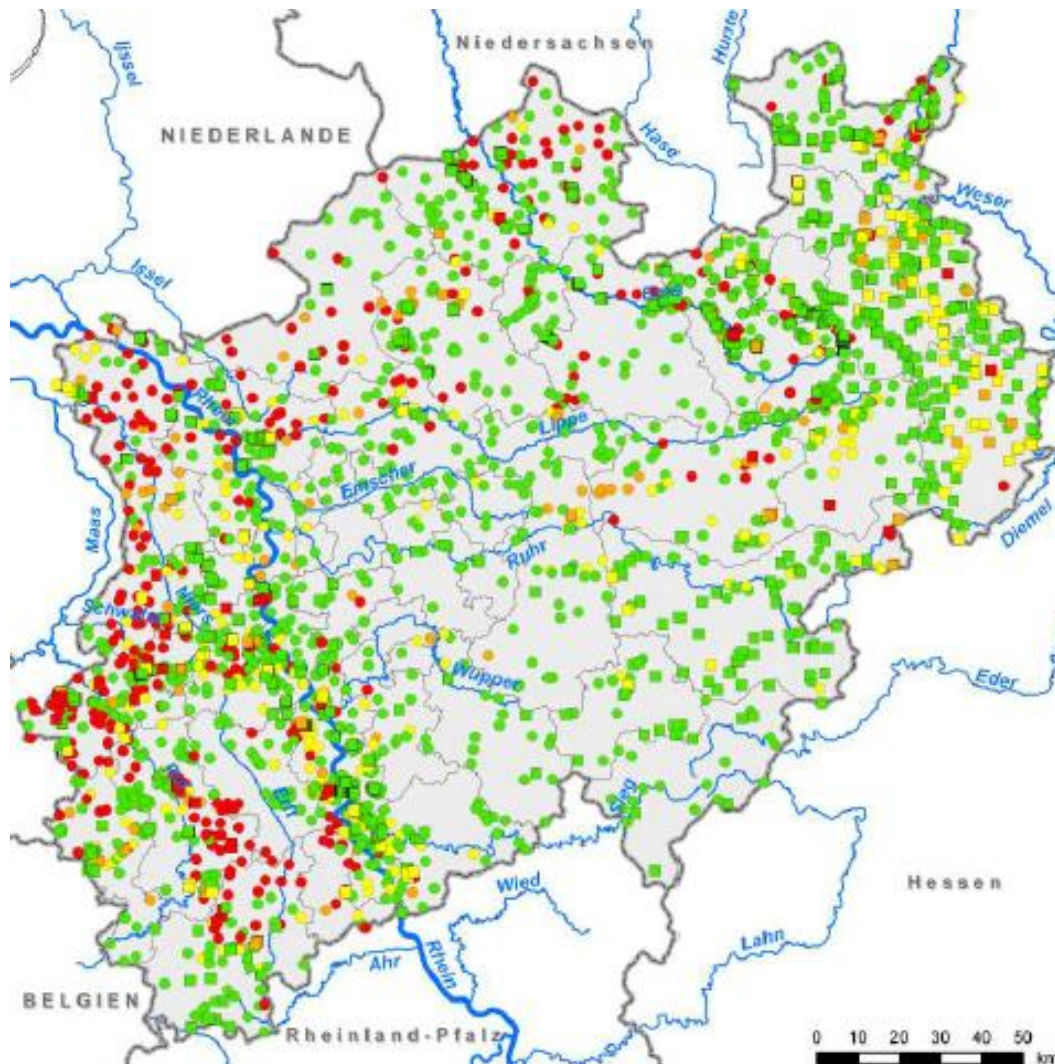 Niedersachsen
Ijssel
Hunte
NIEDERLANDE
Hase
Weser
Issel
Ems
Rhein
Lippe
Emscher
Maas
Diemel
Ruhr
Schwalm
Niers
Wupper
Eder
Rur
Erft
Sieg
Wied
Hessen
Lahn
Ahr
Rhein
BELGIEN
Rheinland-Pfalz
0 10 20 30 40 50
km